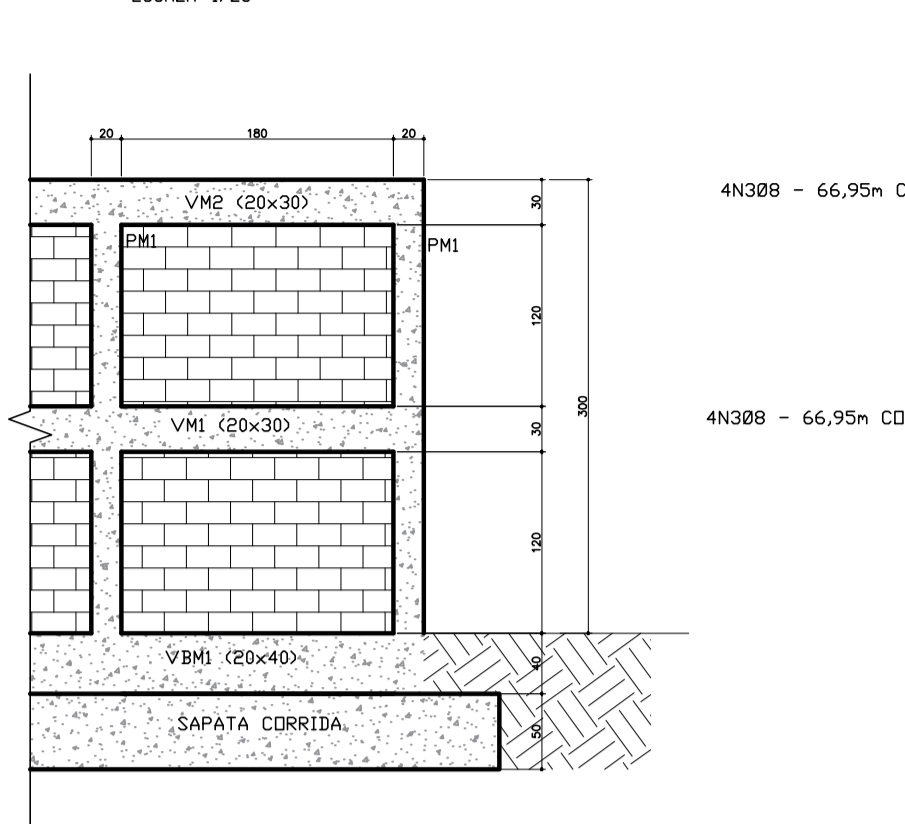 20 180 20
VM2 (20x30)
30
4N3Ø8 - 66,95m C
PM1
PM1
120
300
VM1 (20x30)
30
4N3Ø8 - 66,95m CO
120
VBM1 (20x40)
40
SAPATA CORRIDA
50